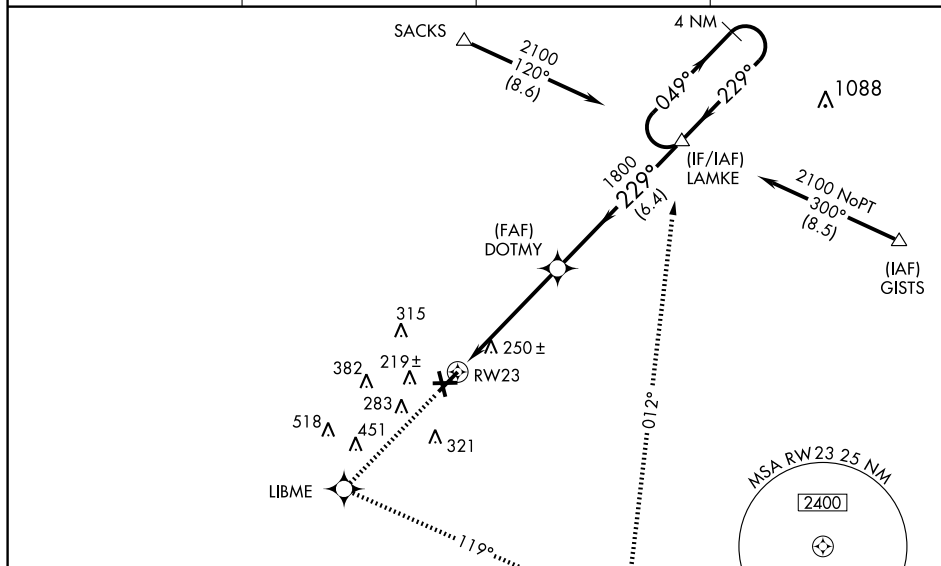 SACKS
2100
120°
(8.6)
4 NM
049°
229°
1088
(IF/IAF)
LAMKE
1800
229°
(6.4)
2100 NoPT
300°
(8.5)
(IAF)
GISTS
(FAF)
DOTMY
315
250±
219±
382
RW23
283
518
451
321
012°
LIBME
119°
MSA RW23 25 NM
2400